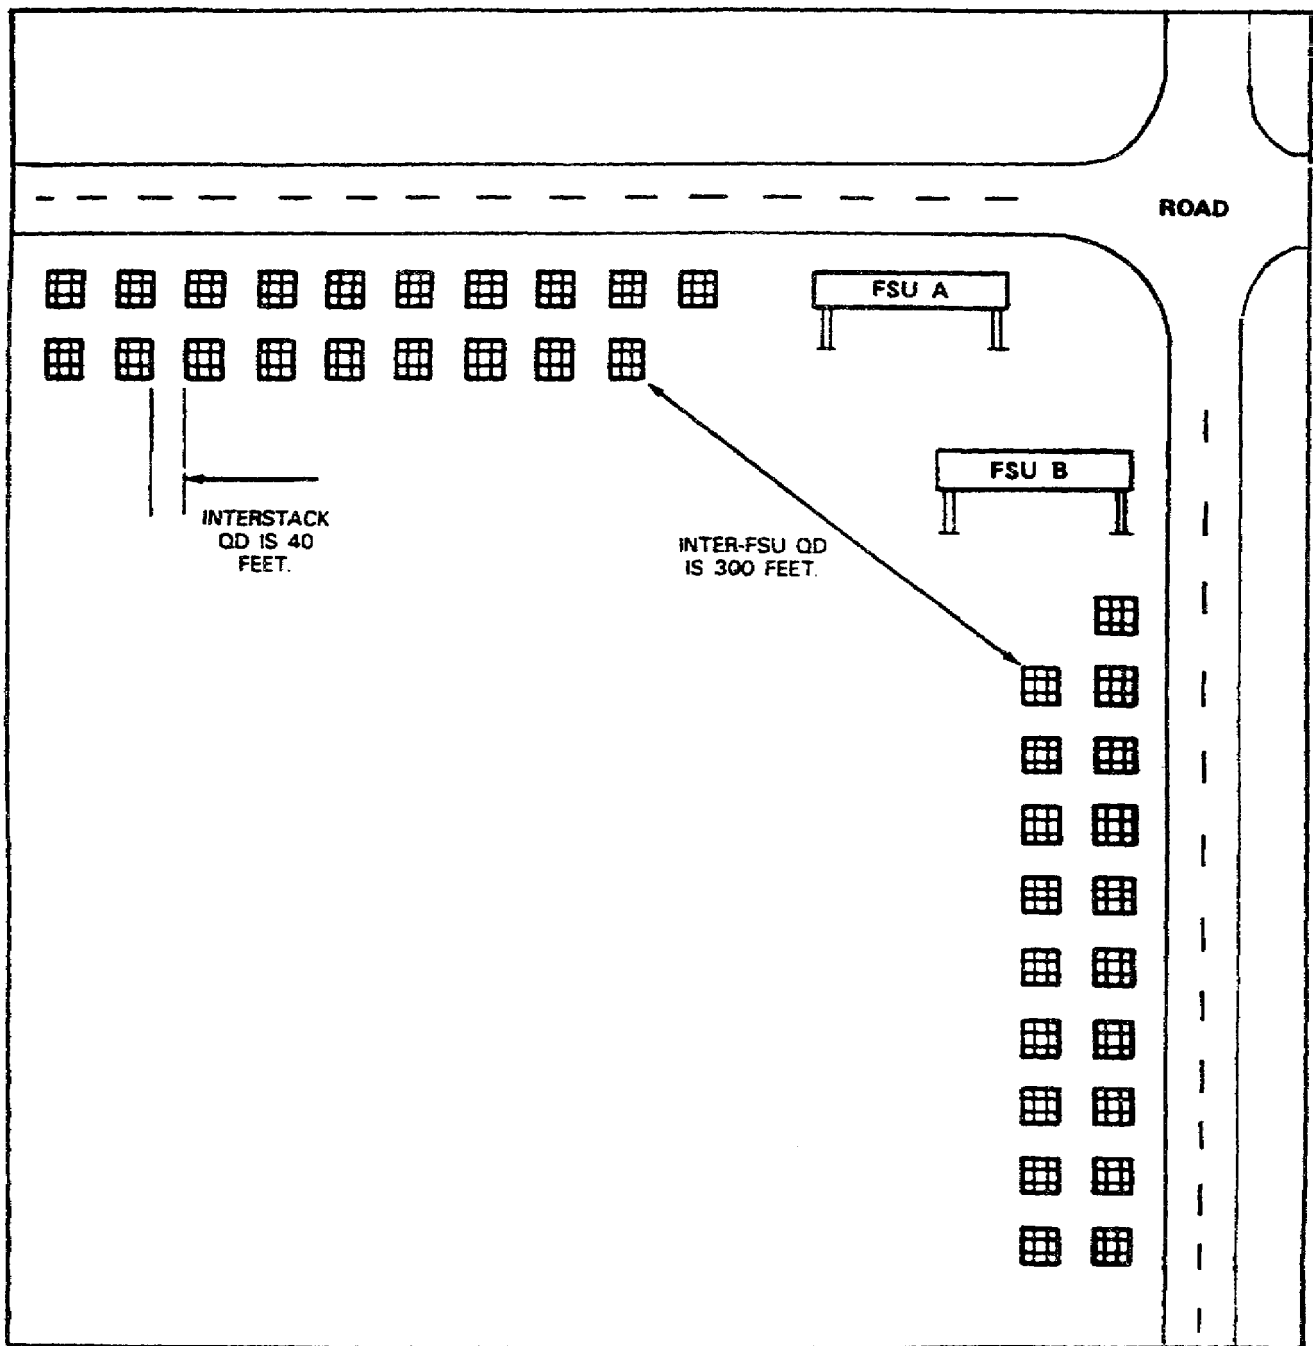 ROAD
FSU A
FSU B
INTERSTACK
QD IS 40
FEET.
INTER-FSU QD
IS 300 FEET.